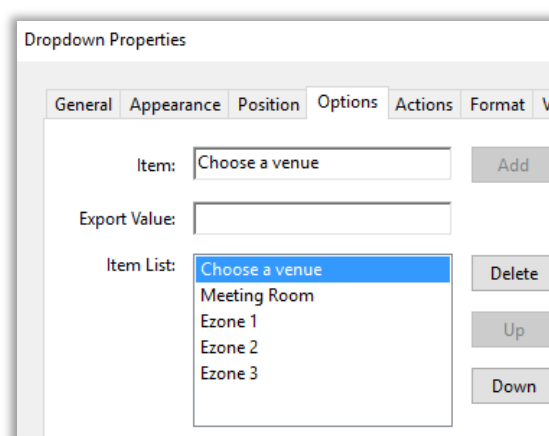 Dropdown Properties
General Appearance Position Options Actions Format V
Item: Choose a venue Add
Export Value:
Item List: Choose a venue Delete
Meeting Room
Ezone 1 Up
Ezone 2
Ezone 3 Down